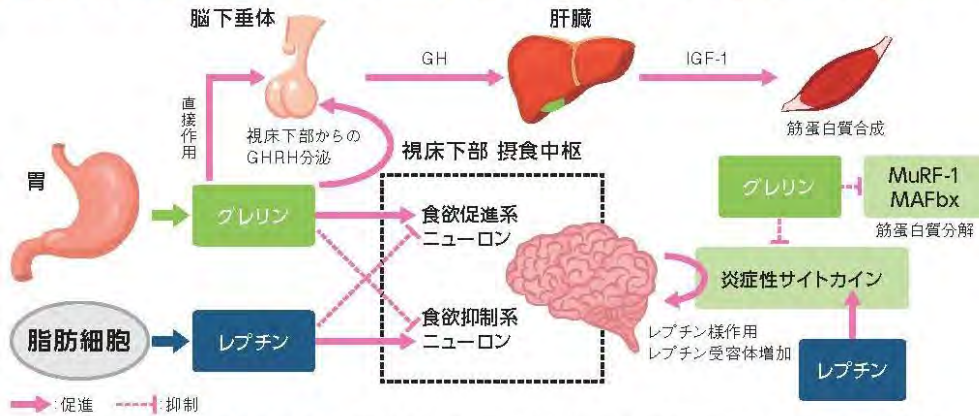 脳下垂体
肝臓
GH
IGF-1
直接作用
視床下部からの
GHRH分泌
筋蛋白質合成
視床下部 摂食中枢
胃
グレリン
食欲促進系
ニューロン
グレリン
MuRF-1
MAFbx
筋蛋白質分解
炎症性サイトカイン
脂肪細胞
レプチン
食欲抑制系
ニューロン
レプチン様作用
レプチン受容体増加
レプチン
:促進
:抑制